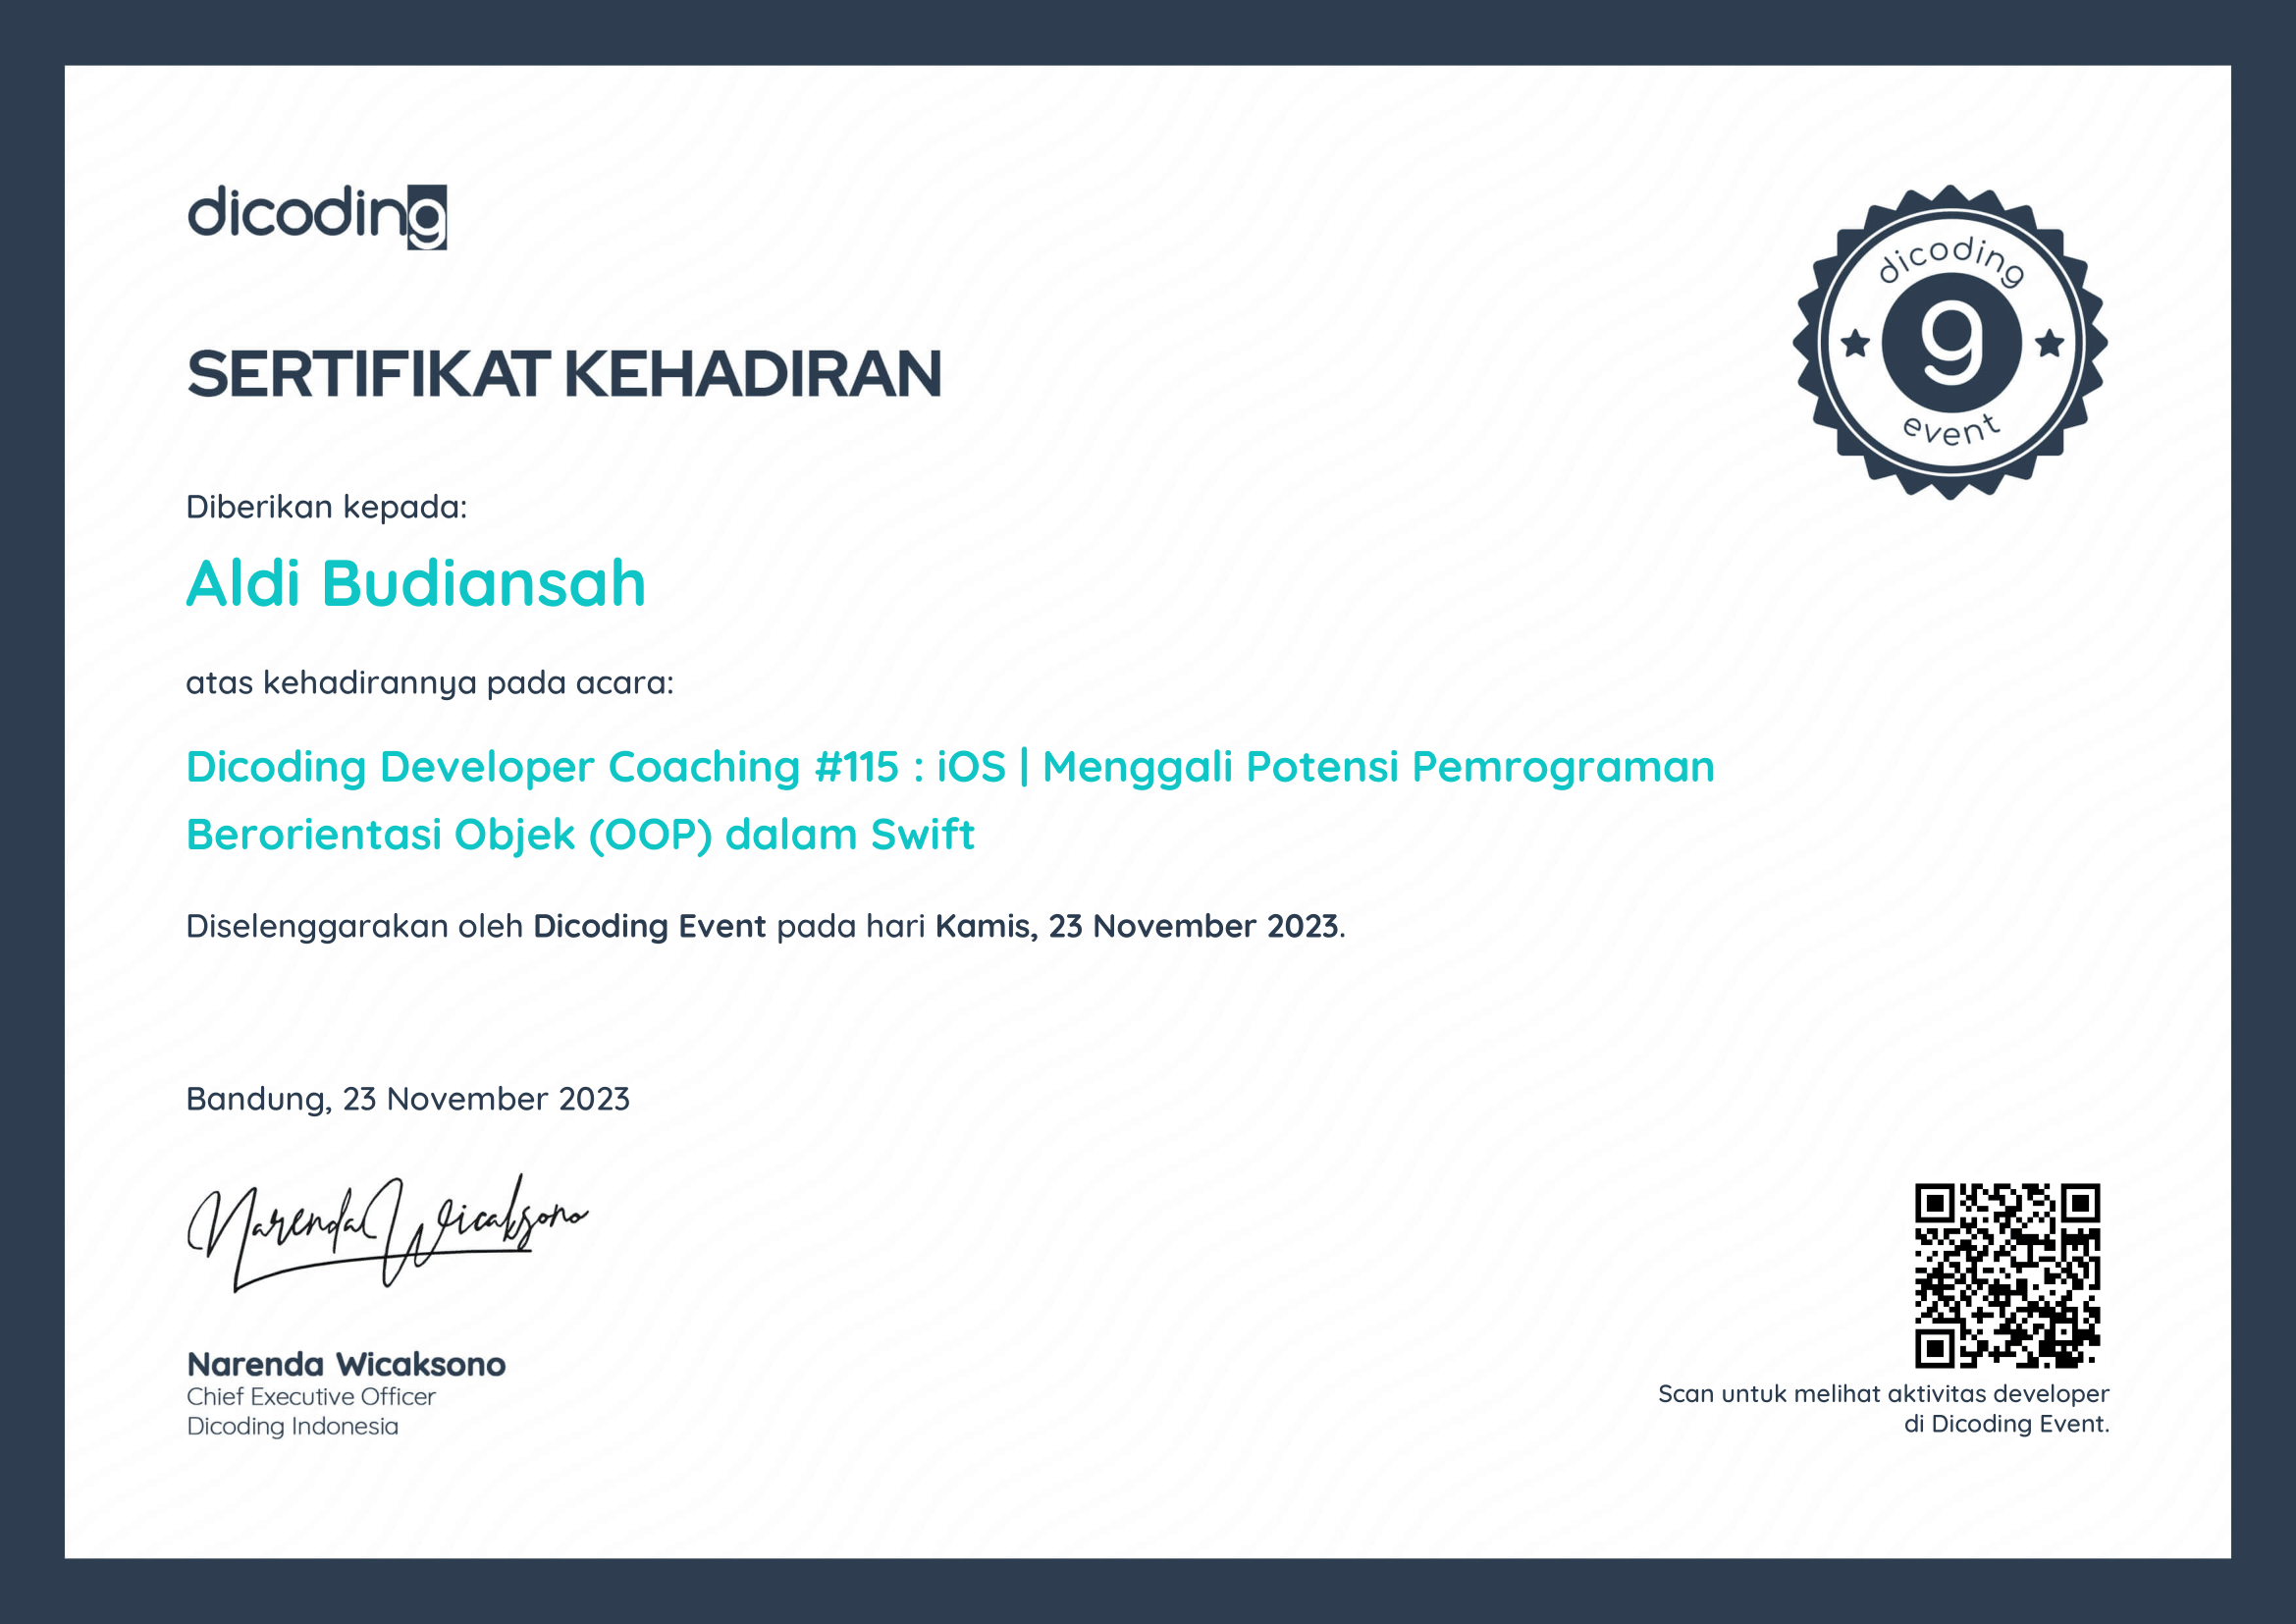 dicoding
SERTIFIKAT KEHADIRAN
dicoding
g
event
Diberikan kepada:
Aldi Budiansah
atas kehadirannya pada acara:
Dicoding Developer Coaching #115 : iOS | Menggali Potensi Pemrograman
Berorientasi Objek (OOP) dalam Swift
Diselenggarakan oleh Dicoding Event pada hari Kamis, 23 November 2023.
Bandung, 23 November 2023
Narenda Wicaksono
Narenda Wicaksono
Chief Executive Officer
Dicoding Indonesia
Scan untuk melihat aktivitas developer
di Dicoding Event.